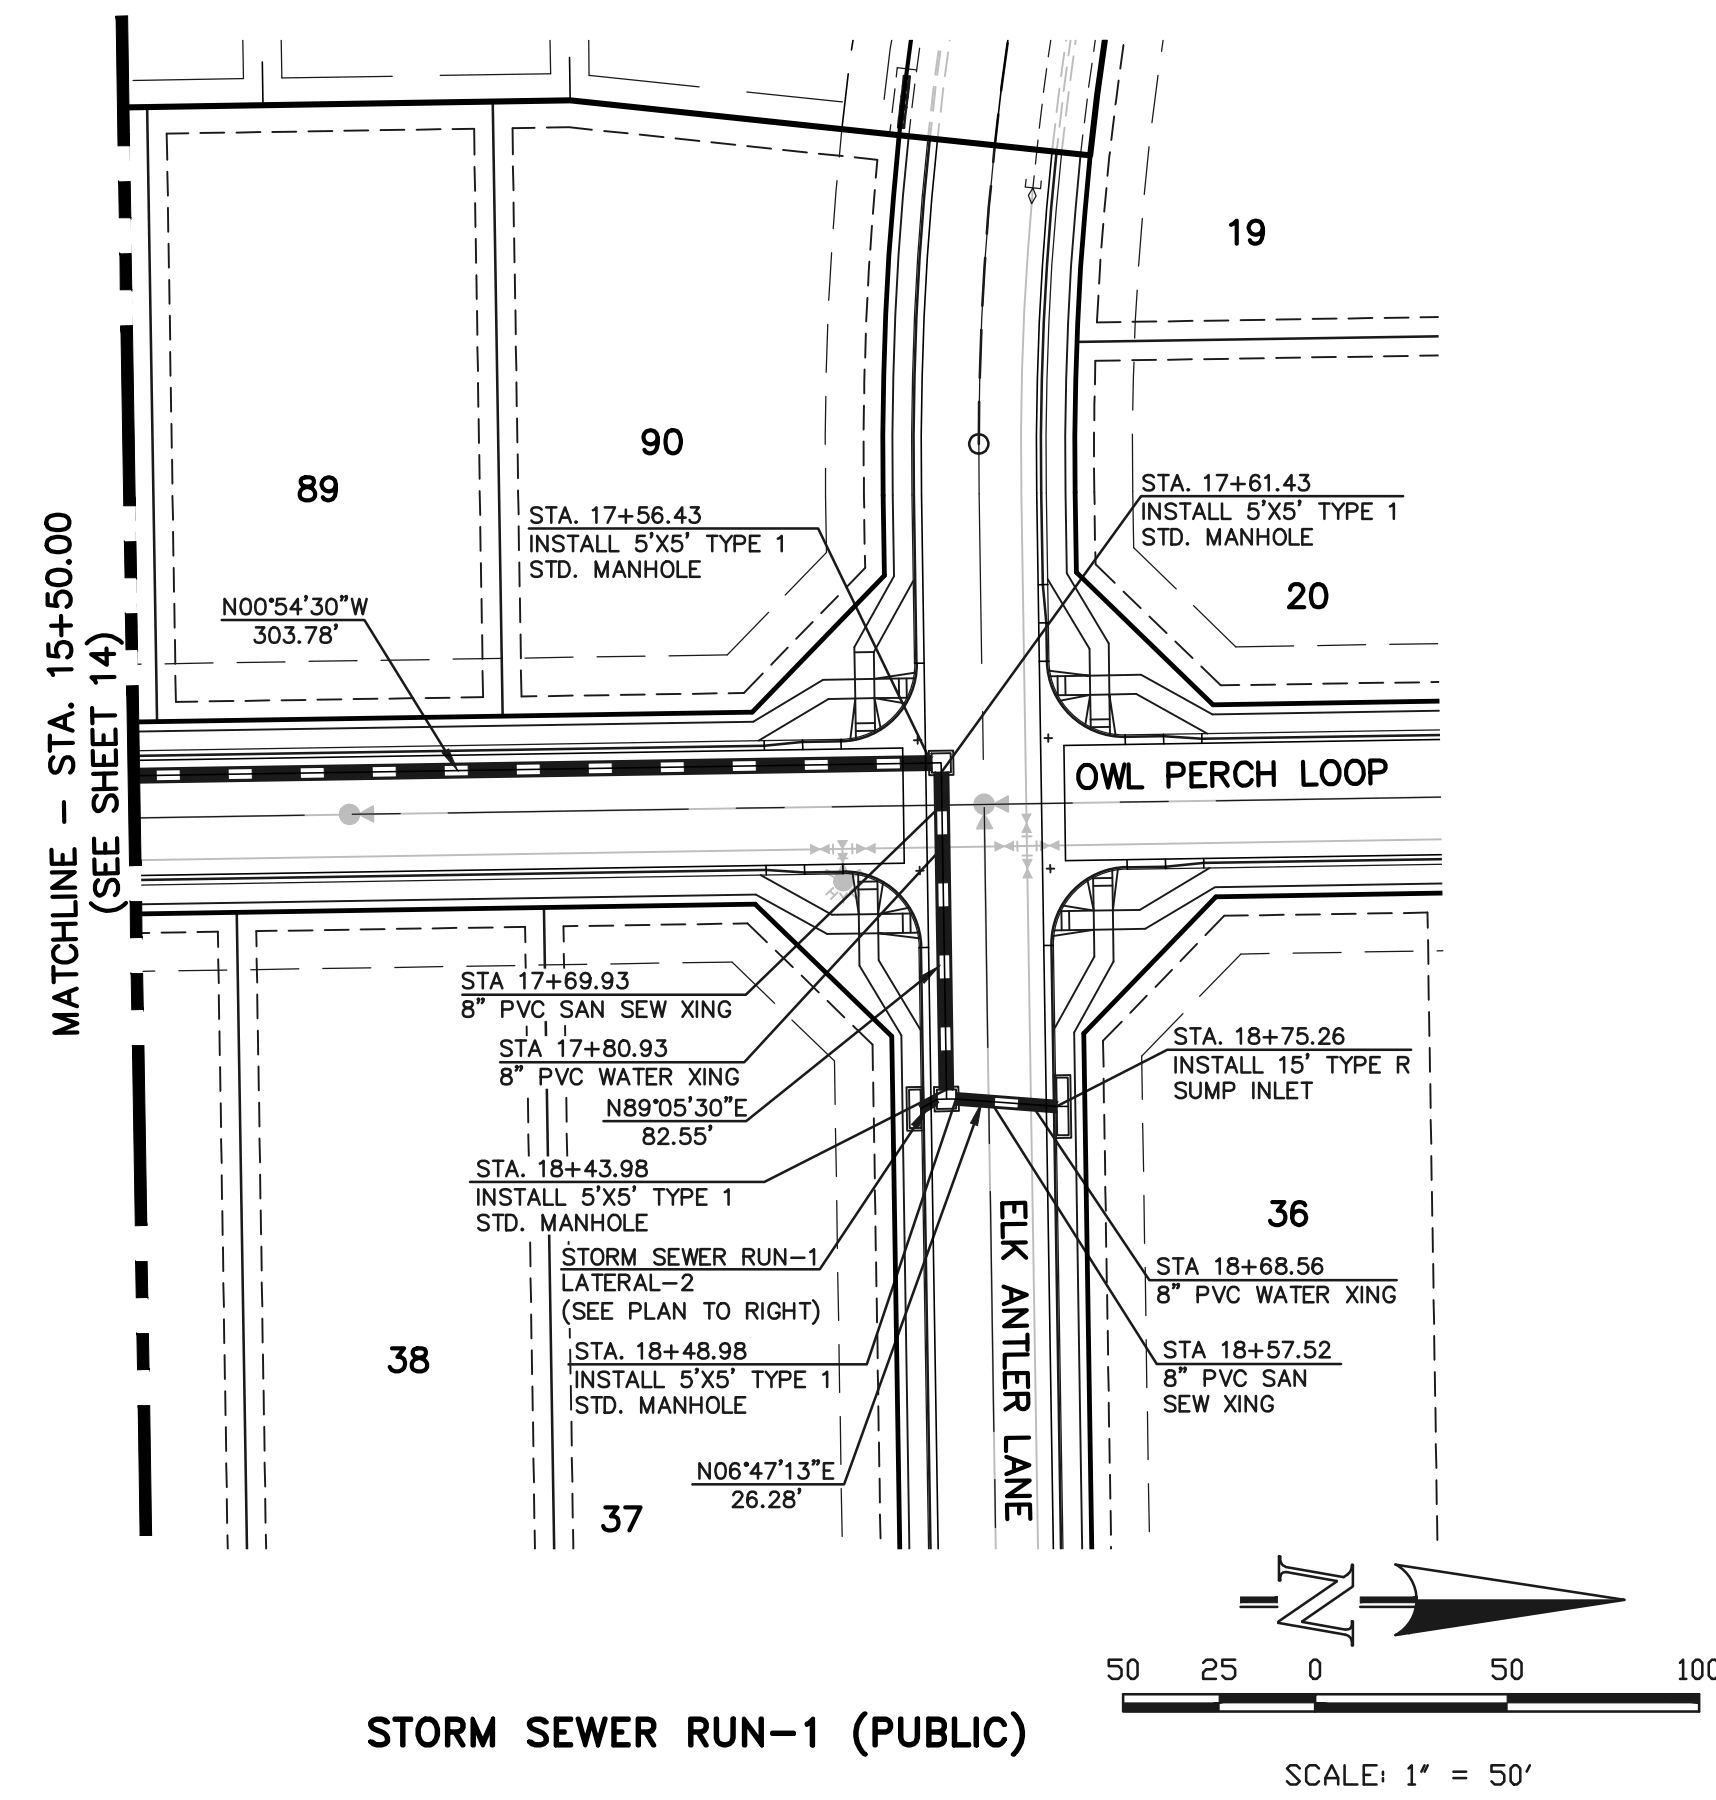 19
90
89
STA. 17+56.43
INSTALL 5'X5' TYPE 1
STD. MANHOLE
STA. 17+61.43
INSTALL 5'X5' TYPE 1
STD. MANHOLE
20
N00°54'30"W
303.78'
MATCHLINE - STA. 15+50.00
(SEE SHEET 14)
OWL PERCH LOOP
STA 17+69.93
8" PVC SAN SEW XING
STA 17+80.93
8" PVC WATER XING
N89°05'30"E
82.55'
STA. 18+75.26
INSTALL 15' TYPE R
SUMP INLET
STA. 18+43.98
INSTALL 5'X5' TYPE 1
STD. MANHOLE
STORM SEWER RUN-1
LATERAL-2
(SEE PLAN TO RIGHT)
STA. 18+48.98
INSTALL 5'X5' TYPE 1
STD. MANHOLE
N06°47'13"E
26.28'
ELK ANTLER LANE
36
STA 18+68.56
8" PVC WATER XING
STA 18+57.52
8" PVC SAN
SEW XING
38
37
N
50 25 0 50 100
SCALE: 1" = 50'
STORM SEWER RUN-1 (PUBLIC)